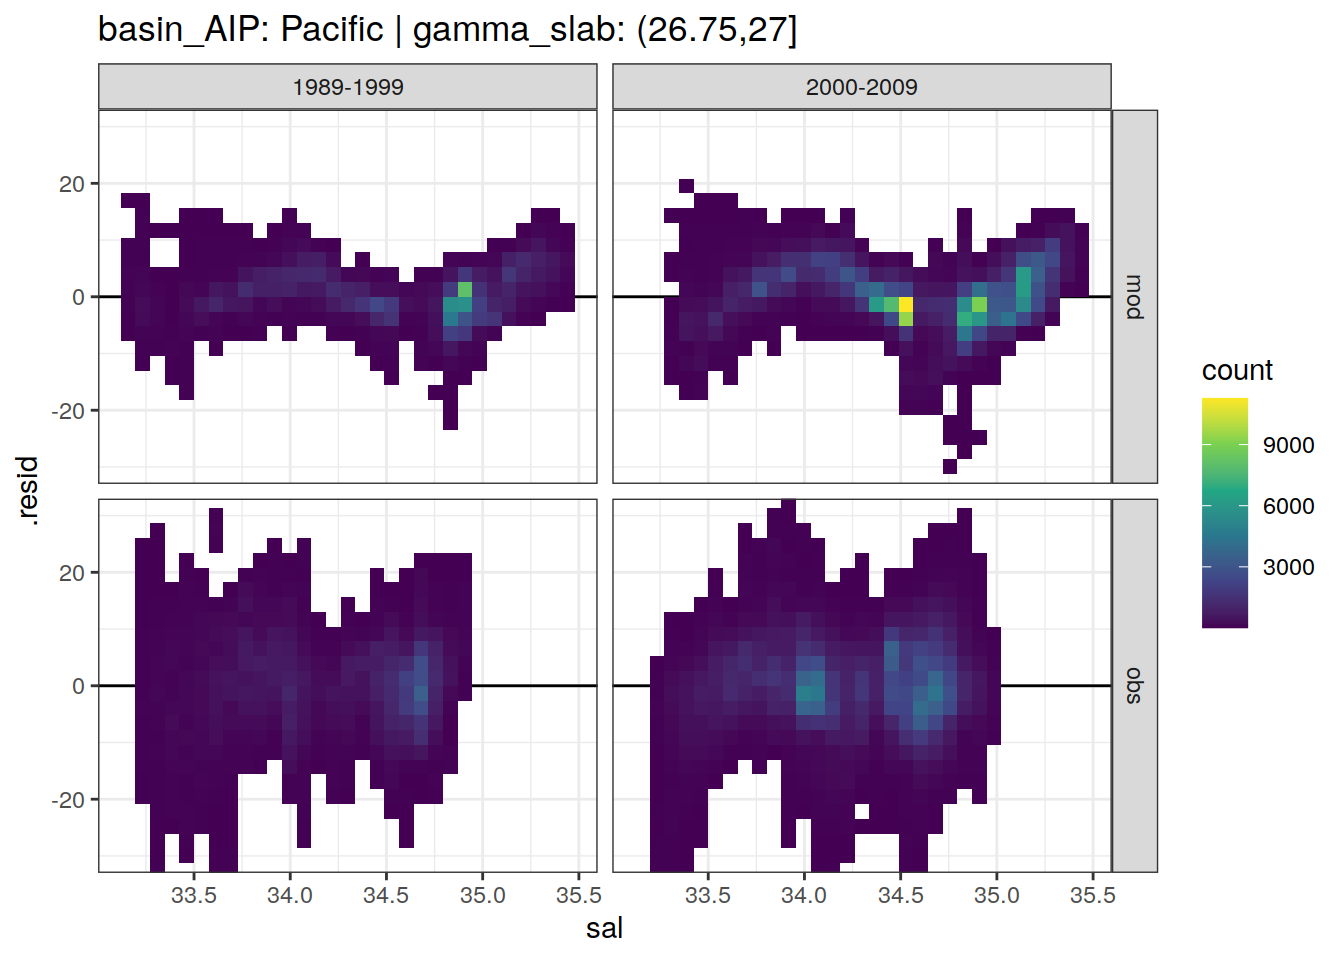 basin_AIP: Pacific | gamma_slab: (26.75,27]
1989-1999
2000-2009
20
0
-20
mod
20
0
-20
obs
.resid
33.5 34.0 34.5 35.0 35.5
33.5 34.0 34.5 35.0 35.5
sal
count
9000
6000
3000